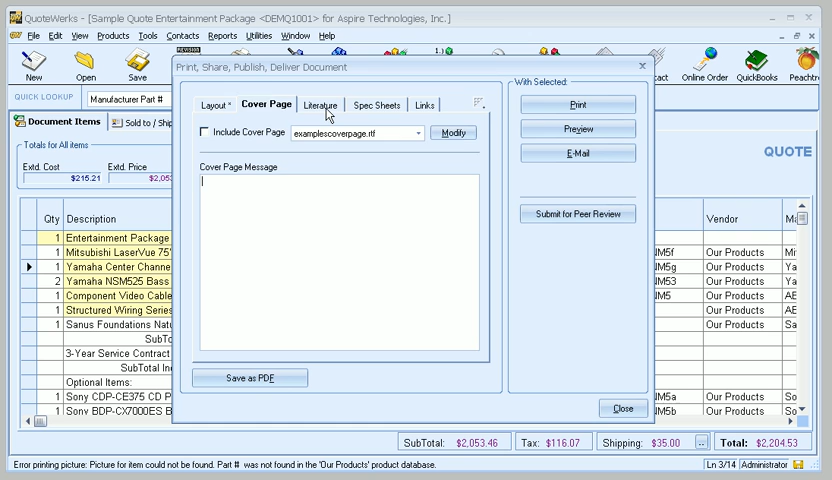 QuoteWerks - [Sample Quote Entertainment Package <DEMQ1001> for Aspire Technologies, Inc.]
File Edit View Products Tools Contacts Reports Utilities Window Help
New Open Save Online Order QuickBooks Peachtr
QUICK LOOKUP Manufacturer Part #
Document Items Sold to / Ship
Totals for All items
Extd. Cost Extd. Price
$215.21 $2,05
QUOTE
Print, Share, Publish, Deliver Document
Layout * Cover Page Literature Spec Sheets Links
Include Cover Page examplescoverpage.rtf Modify
Cover Page Message
Save as PDF
With Selected:
Print
Preview
E-Mail
Submit for Peer Review
Close
Qty Description Vendor Ma
1 Entertainment Package
1 Mitsubishi LaserVue 75" NM5f Our Products Mi
1 Yamaha Center Channe NM5g Our Products Ya
2 Yamaha NSM525 Bass NM53 Our Products Ya
1 Component Video Cable NM5 Our Products AE
1 Structured Wiring Series Our Products AE
1 Sanus Foundations Natu Our Products Sa
SubTo
3-Year Service Contract
SubTotal In
Optional Items:
1 Sony CDP-CE375 CD P NM5a Our Products So
1 Sony BDP-CX7000ES B NM5b Our Products So
SubTotal: $2,053.46 Tax: $116.07 Shipping: $35.00 ... Total: $2,204.53
Error printing picture: Picture for item could not be found. Part # was not found in the 'Our Products' product database. Ln 3/14 Administrator